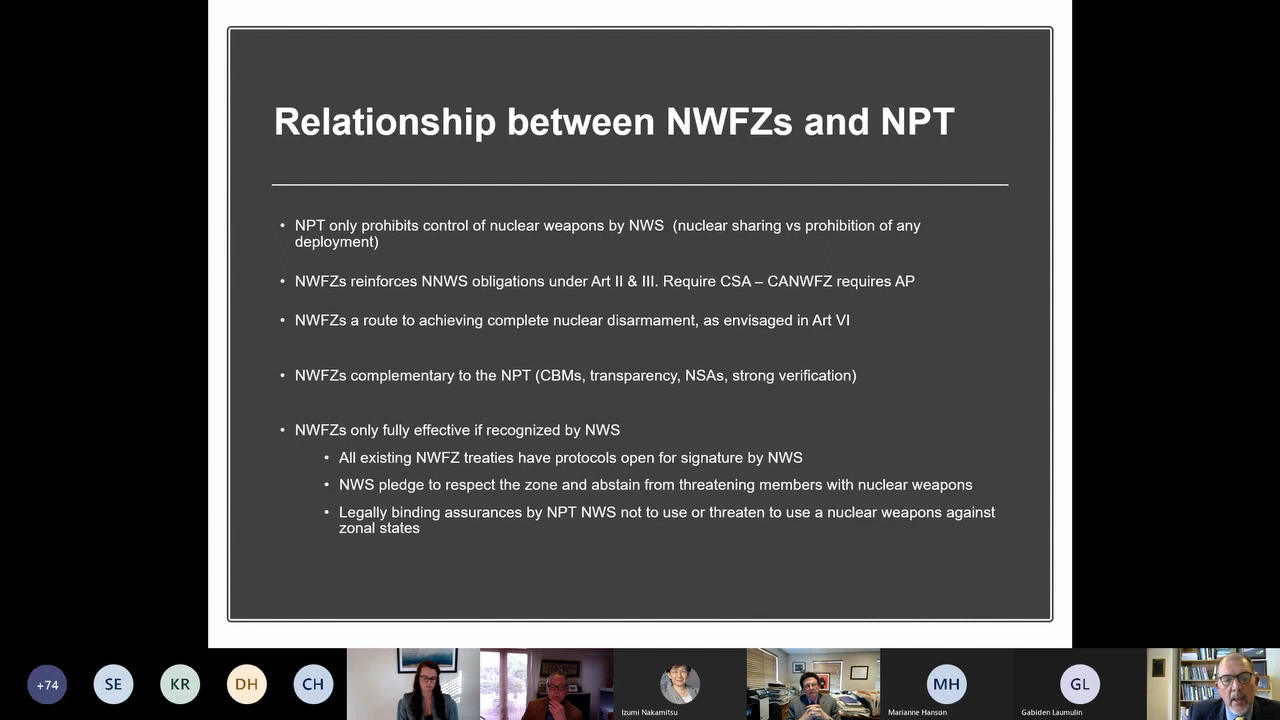 Relationship between NWFZs and NPT
• NPT only prohibits control of nuclear weapons by NWS (nuclear sharing vs prohibition of any
deployment)
• NWFZs reinforces NNWS obligations under Art II & III. Require CSA – CANWFZ requires AP
• NWFZs a route to achieving complete nuclear disarmament, as envisaged in Art VI
• NWFZs complementary to the NPT (CBMs, transparency, NSAs, strong verification)
• NWFZs only fully effective if recognized by NWS
• All existing NWFZ treaties have protocols open for signature by NWS
• NWS pledge to respect the zone and abstain from threatening members with nuclear weapons
• Legally binding assurances by NPT NWS not to use or threaten to use a nuclear weapons against
zonal states
+74
SE
KR
DH
CH
Izumi Nakamitsu
MH
Marianne Hanson
GL
Gabiden Laumulin